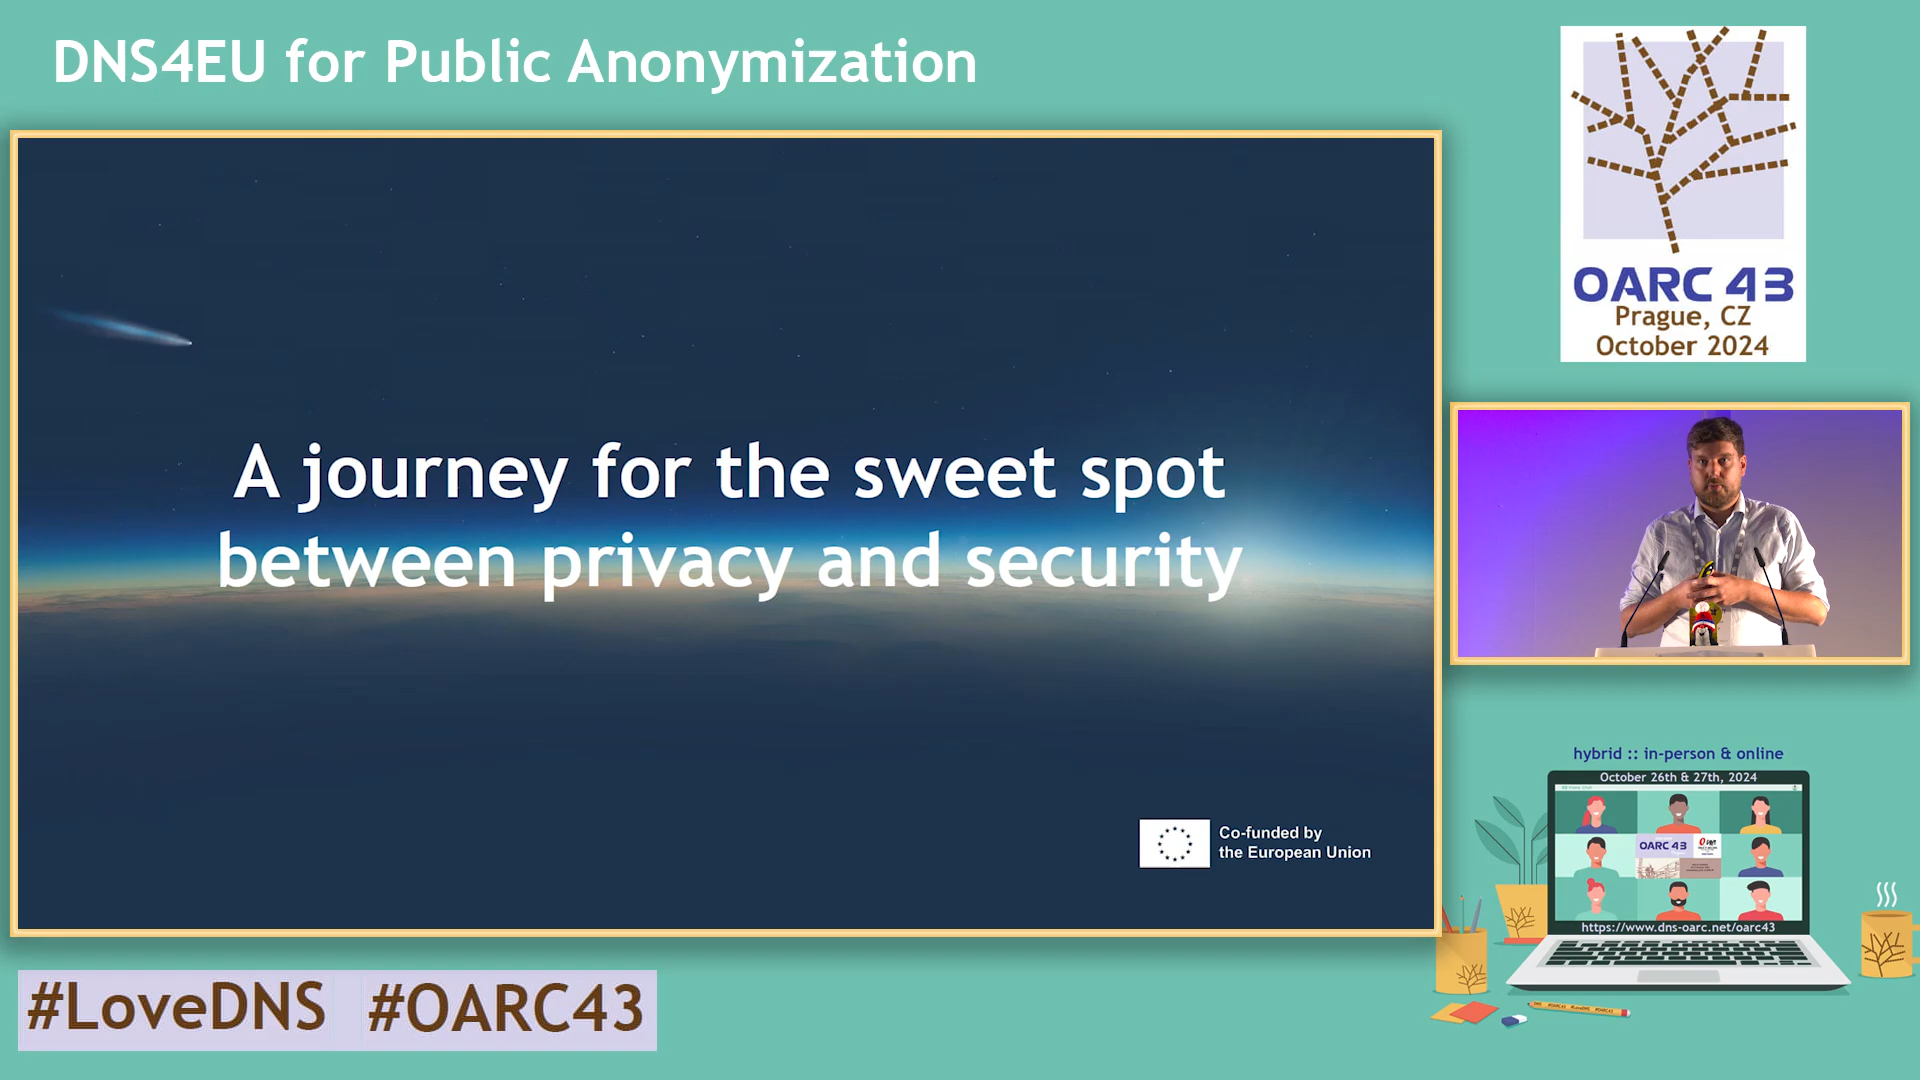 DNS4EU for Public Anonymization
A journey for the sweet spot
between privacy and security
Co-funded by
the European Union
OARC 43
Prague, CZ
October 2024
hybrid :: in-person & online
October 26th & 27th, 2024
OARC 43
https://www.dns-oarc.net/oarc43
#LoveDNS #OARC43